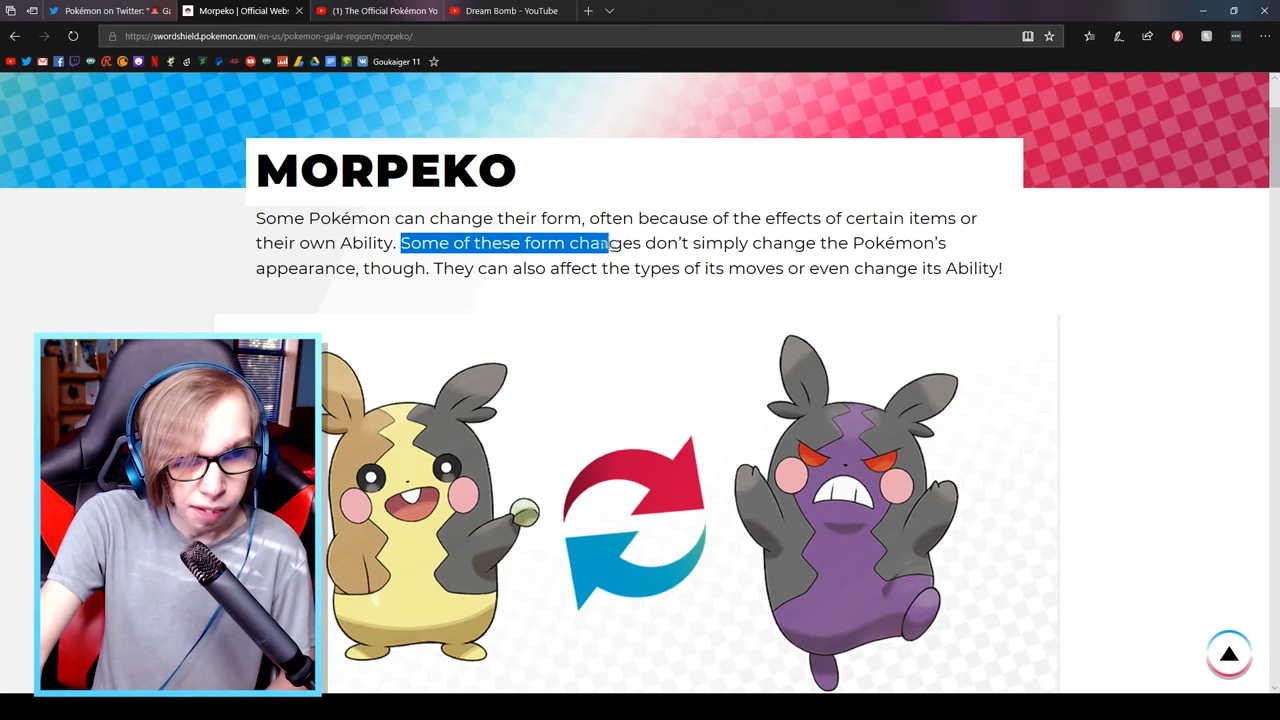 Pokémon on Twitter: "🚨 Ga
Morpeko | Official Webs
(1) The Official Pokémon Yo
Dream Bomb - YouTube
https://swordshield.pokemon.com/en-us/pokemon-galar-region/morpeko/
Goukaiger 11
MORPEKO
Some Pokémon can change their form, often because of the effects of certain items or
their own Ability. Some of these form changes don’t simply change the Pokémon’s
appearance, though. They can also affect the types of its moves or even change its Ability!